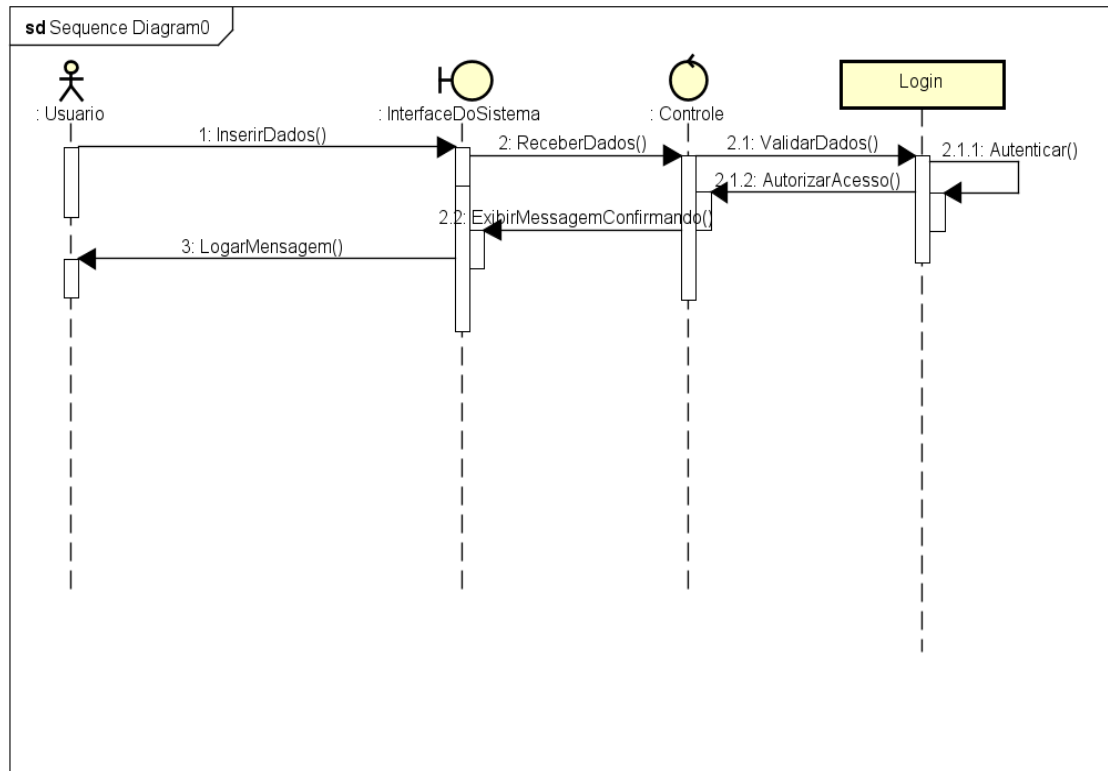 sd Sequence Diagram0
: Usuario
: InterfaceDoSistema
: Controle
Login
1: InserirDados()
2: ReceberDados()
2.1: ValidarDados()
2.1.1: Autenticar()
2.1.2: AutorizarAcesso()
2.2: ExibirMessagemConfirmando()
3: LogarMensagem()